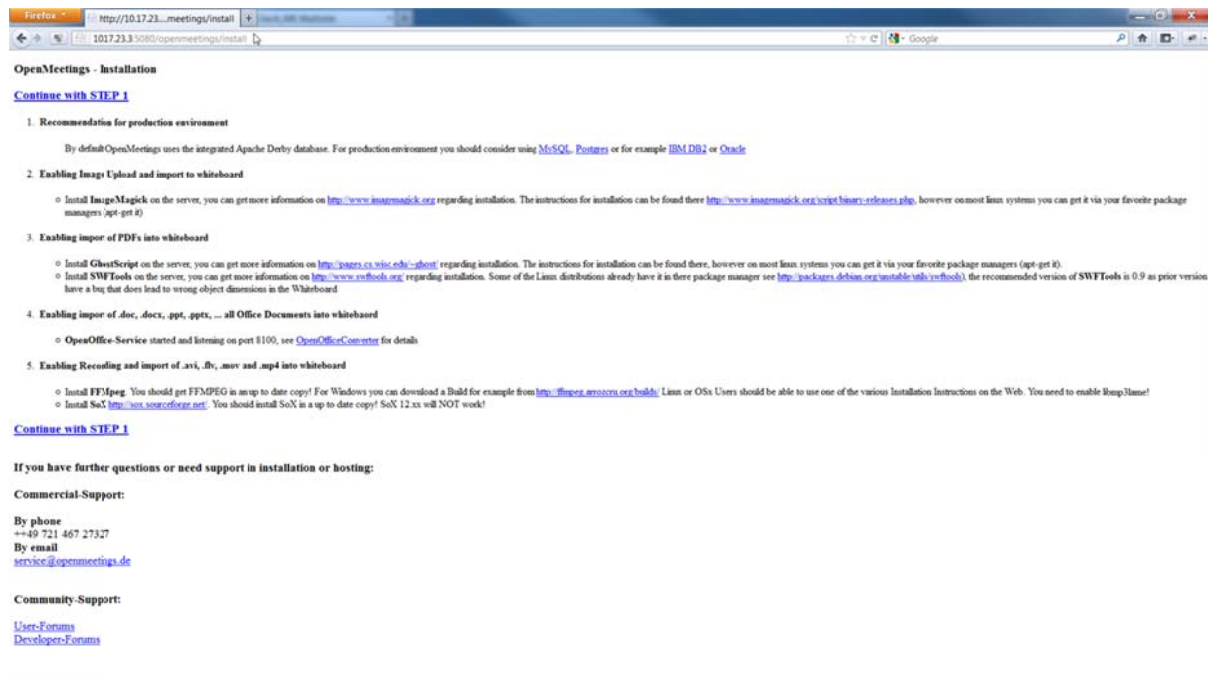 Firefox
http://10.17.23....meetings/install
+
1017.23.3:5080/openmeetings/install
Google
OpenMeetings - Installation
Continue with STEP 1
1. Recommendation for production environment
By default OpenMeetings uses the integrated Apache Derby database. For production environment you should consider using MySQL, Postgres or for example IBM DB2 or Oracle
2. Enabling Image Upload and import to whiteboard
Install ImageMagick on the server, you can get more information on http://www.imagemagick.org regarding installation. The instructions for installation can be found there http://www.imagemagick.org/script/binary-releases.php, however on most linux systems you can get it via your favorite package
managers (apt-get it)
3. Enabling impor of PDFs into whiteboard
Install GhostScript on the server, you can get more information on http://pages.cs.wisc.edu/~ghost/ regarding installation. The instructions for installation can be found there, however on most linux systems you can get it via your favorite package managers (apt-get it).
Install SWFTools on the server, you can get more information on http://www.swftools.org/ regarding installation. Some of the Linux distributions already have it in there package manager see http://packages.debian.org/unstable/utils/swftools), the recommended version of SWFTools is 0.9 as prior version
have a bug that does lead to wrong object dimensions in the Whiteboard
4. Enabling impor of .doc, .docx, .ppt, .pptx, ... all Office Documents into whitebaord
OpenOffice-Service started and listening on port 8100, see OpenOfficeConverter for details
5. Enabling Recording and import of .avi, .flv, .mov and .mp4 into whiteboard
Install FFMpeg. You should get FFMPEG in an up to date copy! For Windows you can download a Build for example from http://ffmpeg.arrozcru.org/builds/ Linux or OSx Users should be able to use one of the various Installation Instructions on the Web. You need to enable libmp3lame!
Install SoX http://sox.sourceforge.net/. You should install SoX in a up to date copy! SoX 12.xx will NOT work!
Continue with STEP 1
If you have further questions or need support in installation or hosting:
Commercial-Support:
By phone
++49 721 467 27327
By email
service@openmeetings.de
Community-Support:
User-Forums
Developer-Forums